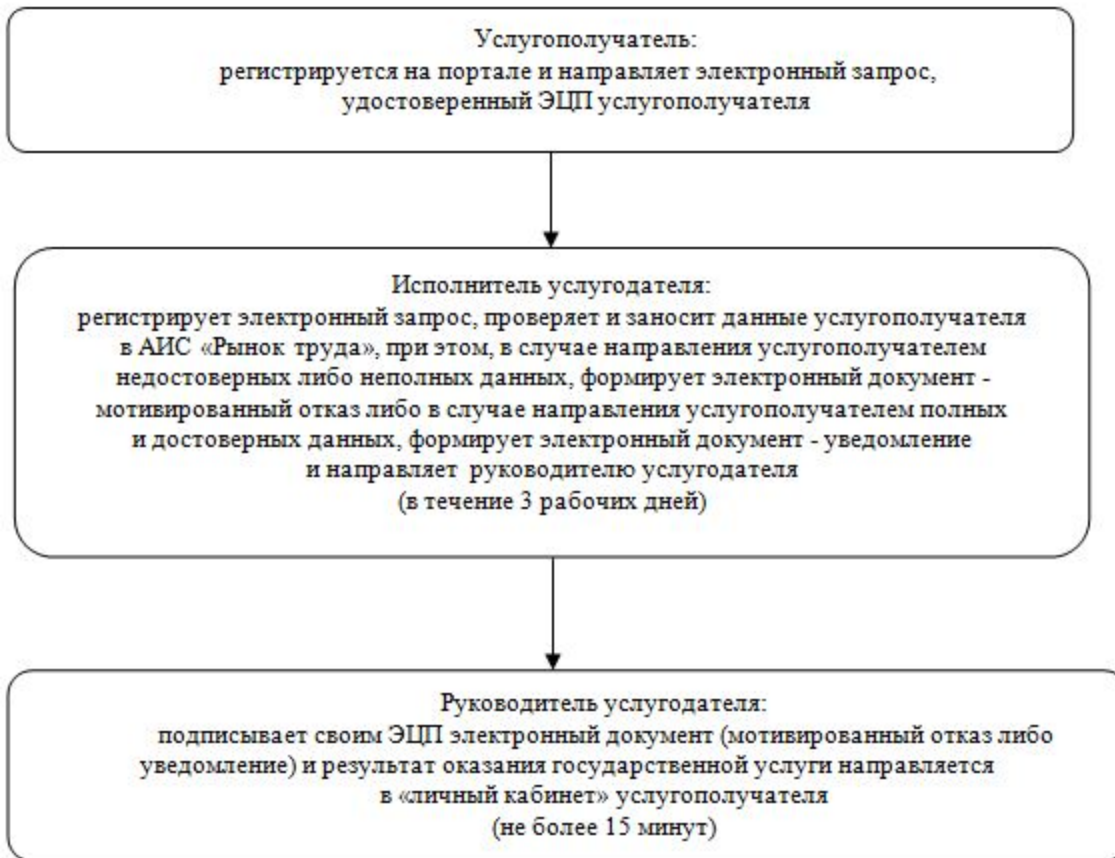 Услугополучатель:
регистрируется на портале и направляет электронный запрос,
удостоверенный ЭЦП услугополучателя
Исполнитель услугодателя:
регистрирует электронный запрос, проверяет и заносит данные услугополучателя
в АИС «Рынок труда», при этом, в случае направления услугополучателем
недостоверных либо неполных данных, формирует электронный документ -
мотивированный отказ либо в случае направления услугополучателем полных
и достоверных данных, формирует электронный документ - уведомление
и направляет руководителю услугодателя
(в течение 3 рабочих дней)
Руководитель услугодателя:
подписывает своим ЭЦП электронный документ (мотивированный отказ либо
уведомление) и результат оказания государственной услуги направляется
в «личный кабинет» услугополучателя
(не более 15 минут)